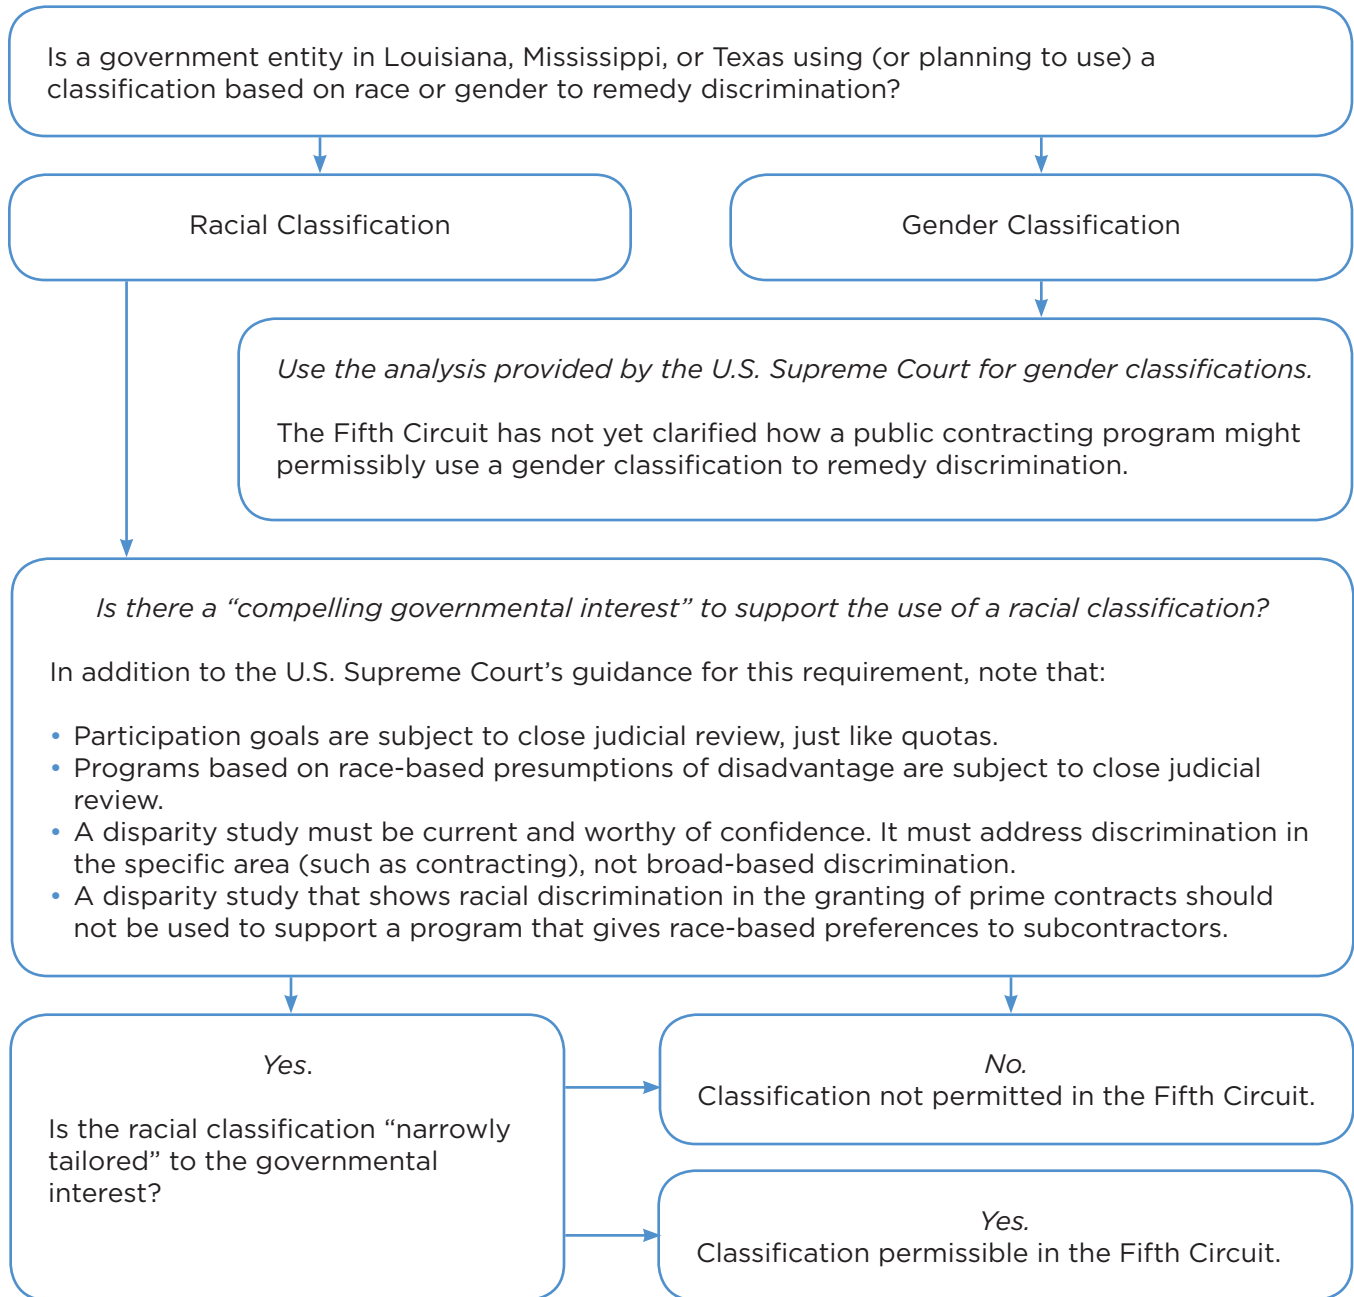 Is a government entity in Louisiana, Mississippi, or Texas using (or planning to use) a
classification based on race or gender to remedy discrimination?
Racial Classification
Gender Classification
Use the analysis provided by the U.S. Supreme Court for gender classifications.
The Fifth Circuit has not yet clarified how a public contracting program might
permissibly use a gender classification to remedy discrimination.
Is there a “compelling governmental interest” to support the use of a racial classification?
In addition to the U.S. Supreme Court’s guidance for this requirement, note that:
• Participation goals are subject to close judicial review, just like quotas.
• Programs based on race-based presumptions of disadvantage are subject to close judicial
review.
• A disparity study must be current and worthy of confidence. It must address discrimination in
the specific area (such as contracting), not broad-based discrimination.
• A disparity study that shows racial discrimination in the granting of prime contracts should
not be used to support a program that gives race-based preferences to subcontractors.
Yes.
Is the racial classification “narrowly
tailored” to the governmental
interest?
No.
Classification not permitted in the Fifth Circuit.
Yes.
Classification permissible in the Fifth Circuit.